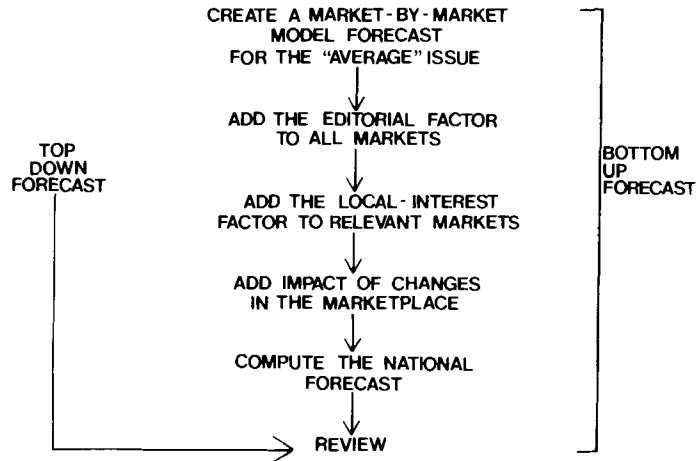 CREATE A MARKET-BY-MARKET
MODEL FORECAST
FOR THE "AVERAGE" ISSUE
ADD THE EDITORIAL FACTOR
TO ALL MARKETS
TOP
DOWN
FORECAST
BOTTOM
UP
FORECAST
ADD THE LOCAL-INTEREST
FACTOR TO RELEVANT MARKETS
ADD IMPACT OF CHANGES
IN THE MARKETPLACE
COMPUTE THE NATIONAL
FORECAST
REVIEW